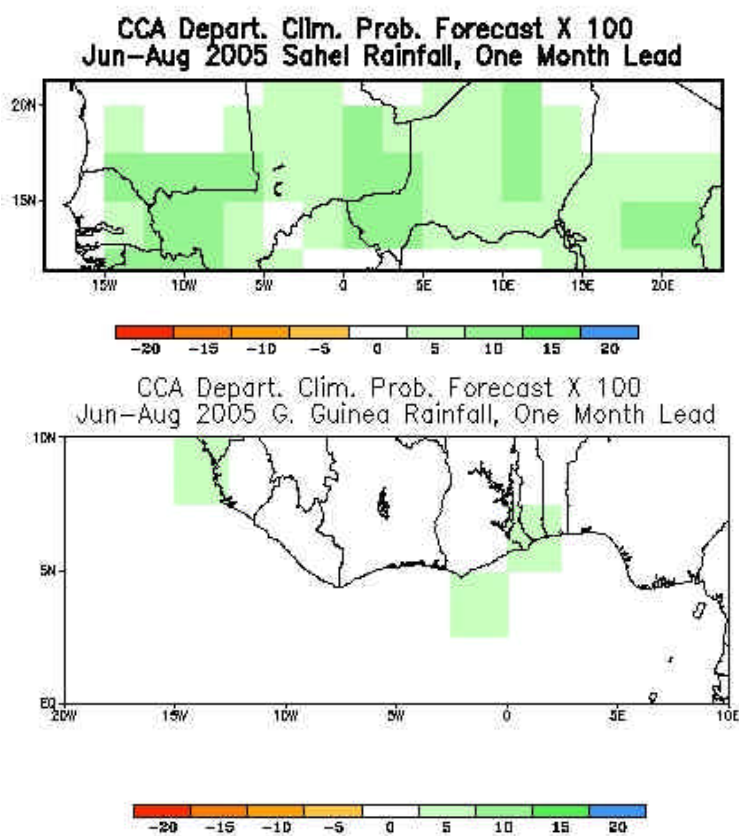 CCA Depart. Clim. Prob. Forecast X 100
Jun-Aug 2005 Sahel Rainfall, One Month Lead
20N
15N
15W 10W 5W 0 5E 10E 15E 20E
-20 -15 -10 -5 0 5 10 15 20
CCA Depart. Clim. Prob. Forecast X 100
Jun-Aug 2005 G. Guinea Rainfall, One Month Lead
10N
5N
EQ
20W 15W 10W 5W 0 5E 10E
-20 -15 -10 -5 0 5 10 15 20